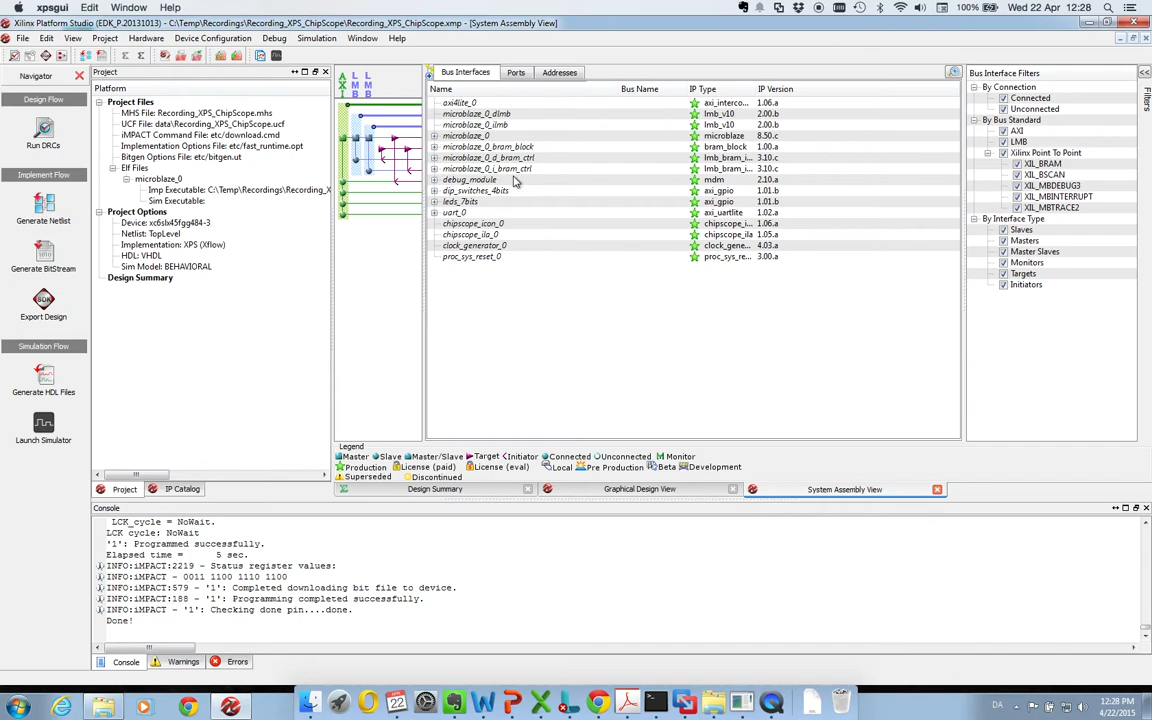 xpsgui Edit Window Help 100% Wed 22 Apr 12:28
Xilinx Platform Studio (EDK_P.20131013) - C:\Temp\Recordings\Recording_XPS_ChipScope\Recording_XPS_ChipScope.xmp - [System Assembly View]
File Edit View Project Hardware Device Configuration Debug Simulation Window Help
Navigator
Design Flow
Run DRCs
Implement Flow
Generate Netlist
Generate BitStream
SDK
Export Design
Simulation Flow
Generate HDL Files
Launch Simulator
Project
Platform
Project Files
MHS File: Recording_XPS_ChipScope.mhs
UCF File: data\Recording_XPS_ChipScope.ucf
iMPACT Command File: etc/download.cmd
Implementation Options File: etc/fast_runtime.opt
Bitgen Options File: etc/bitgen.ut
Elf Files
microblaze_0
Imp Executable: C:\Temp\Recordings\Recording_X
Sim Executable:
Project Options
Device: xc6slx45fgg484-3
Netlist: TopLevel
Implementation: XPS (Xflow)
HDL: VHDL
Sim Model: BEHAVIORAL
Design Summary
Project IP Catalog
AXI LMB LMB
Bus Interfaces Ports Addresses
Name Bus Name IP Type IP Version
axi4lite_0 axi_interco... 1.06.a
microblaze_0_dlmb lmb_v10 2.00.b
microblaze_0_ilmb lmb_v10 2.00.b
microblaze_0 microblaze 8.50.c
microblaze_0_bram_block bram_block 1.00.a
microblaze_0_d_bram_ctrl lmb_bram_i... 3.10.c
microblaze_0_i_bram_ctrl lmb_bram_i... 3.10.c
debug_module mdm 2.10.a
dip_switches_4bits axi_gpio 1.01.b
leds_7bits axi_gpio 1.01.b
uart_0 axi_uartlite 1.02.a
chipscope_icon_0 chipscope_i... 1.06.a
chipscope_ila_0 chipscope_ila 1.05.a
clock_generator_0 clock_gene... 4.03.a
proc_sys_reset_0 proc_sys_re... 3.00.a
Legend
Master Slave Master/Slave Target Initiator Connected Unconnected Monitor
Production License (paid) License (eval) Local Pre Production Beta Development
Superseded Discontinued
Design Summary Graphical Design View System Assembly View
Bus Interface Filters
By Connection
Connected
Unconnected
By Bus Standard
AXI
LMB
Xilinx Point To Point
XIL_BRAM
XIL_BSCAN
XIL_MBDEBUG3
XIL_MBINTERRUPT
XIL_MBTRACE2
By Interface Type
Slaves
Masters
Master Slaves
Monitors
Targets
Initiators
Filters
Console
LCK_cycle = NoWait.
LCK cycle: NoWait
'1': Programmed successfully.
Elapsed time = 5 sec.
INFO:iMPACT:2219 - Status register values:
INFO:iMPACT - 0011 1100 1110 1100
INFO:iMPACT:579 - '1': Completed downloading bit file to device.
INFO:iMPACT:188 - '1': Programming completed successfully.
INFO:iMPACT - '1': Checking done pin....done.
Done!
Console Warnings Errors
DA 12:28 PM
4/22/2015